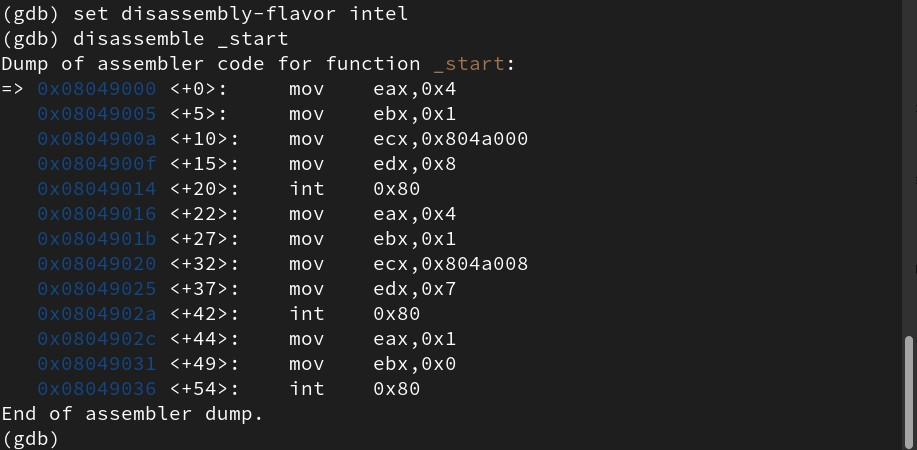 (gdb) set disassembly-flavor intel
(gdb) disassemble _start
Dump of assembler code for function _start:
=> 0x08049000 <+0>:     mov    eax,0x4
   0x08049005 <+5>:     mov    ebx,0x1
   0x0804900a <+10>:    mov    ecx,0x804a000
   0x0804900f <+15>:    mov    edx,0x8
   0x08049014 <+20>:    int    0x80
   0x08049016 <+22>:    mov    eax,0x4
   0x0804901b <+27>:    mov    ebx,0x1
   0x08049020 <+32>:    mov    ecx,0x804a008
   0x08049025 <+37>:    mov    edx,0x7
   0x0804902a <+42>:    int    0x80
   0x0804902c <+44>:    mov    eax,0x1
   0x08049031 <+49>:    mov    ebx,0x0
   0x08049036 <+54>:    int    0x80
End of assembler dump.
(gdb)